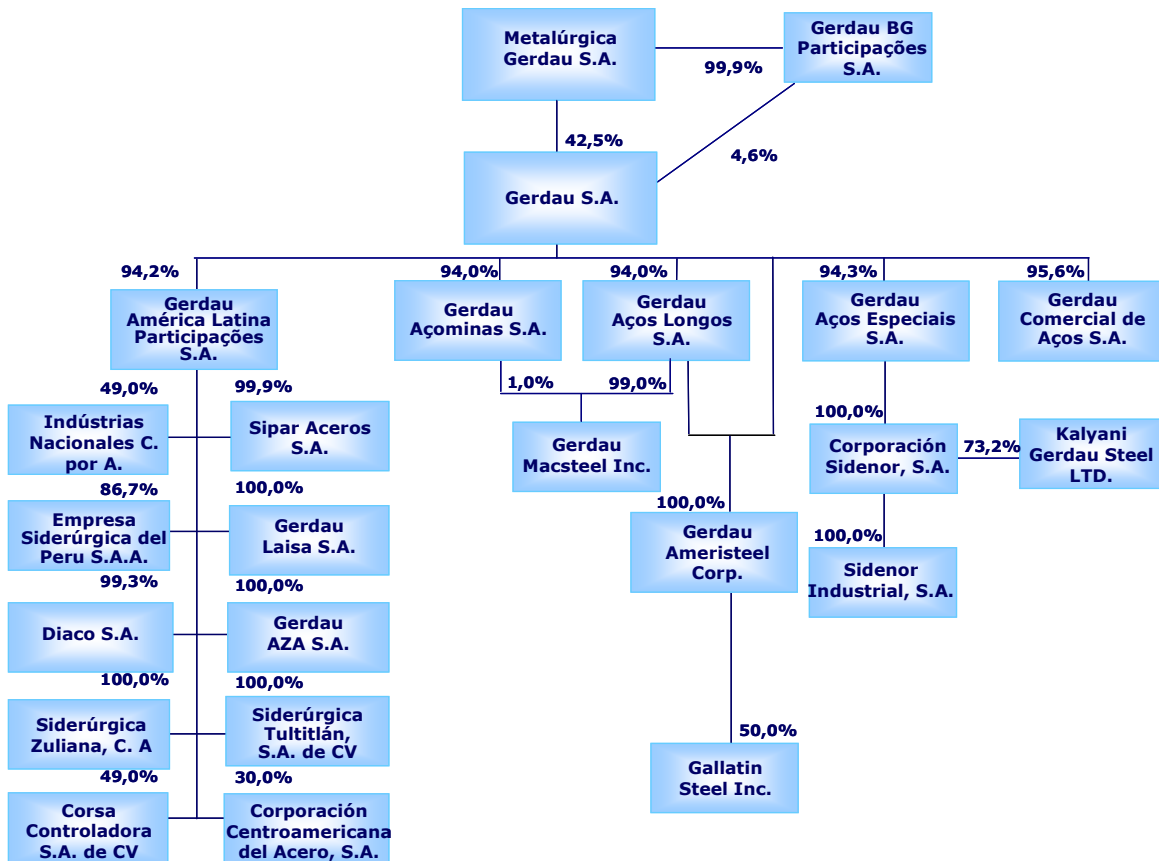 Metalúrgica
Gerdau S.A.
Gerdau BG
Participações
S.A.
99,9%
42,5%
4,6%
Gerdau S.A.
94,2%
94,0%
94,0%
94,3%
95,6%
Gerdau
América Latina
Participações
S.A.
Gerdau
Açominas S.A.
Gerdau
Aços Longos
S.A.
Gerdau
Aços Especiais
S.A.
Gerdau
Comercial de
Aços S.A.
49,0%
99,9%
1,0%
99,0%
100,0%
Indústrias
Nacionales C.
por A.
Sipar Aceros
S.A.
Gerdau
Macsteel Inc.
Corporación
Sidenor, S.A.
73,2%
Kalyani
Gerdau Steel
LTD.
86,7%
100,0%
100,0%
100,0%
Empresa
Siderúrgica del
Peru S.A.A.
Gerdau
Laisa S.A.
Gerdau
Ameristeel
Corp.
Sidenor
Industrial, S.A.
99,3%
100,0%
Diaco S.A.
Gerdau
AZA S.A.
100,0%
100,0%
Siderúrgica
Zuliana, C. A
Siderúrgica
Tultitlán,
S.A. de CV
50,0%
Gallatin
Steel Inc.
49,0%
30,0%
Corsa
Controladora
S.A. de CV
Corporación
Centroamericana
del Acero, S.A.